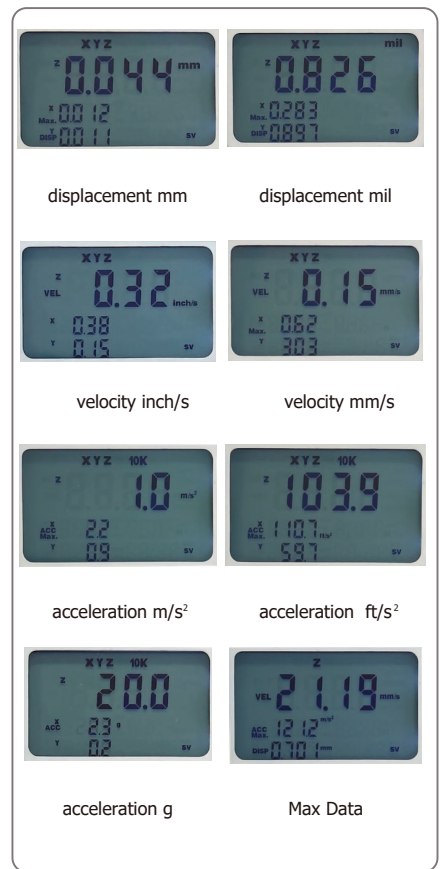 XYZ
Z 0.044 mm
X
Max. 0.012
Y
DISP 0.011 SV
displacement mm
XYZ mil
Z 0.826
X
Max. 0.283
Y
DISP 0.897 SV
displacement mil
XYZ
Z
VEL 0.32 inch/s
X 0.38
Y 0.15 SV
velocity inch/s
XYZ
Z
VEL 0.15 mm/s
X
Max. 0.62
Y 303 SV
velocity mm/s
XYZ 10K
Z 1.0 m/s²
X
ACC 2.2
Max.
Y 0.9 SV
acceleration m/s²
XYZ 10K
Z 103.9
X
ACC 110.7
Max.
Y 59.7 SV
acceleration ft/s²
XYZ 10K
Z 20.0
X
ACC 2.3 g
Y 0.2 SV
acceleration g
Z
VEL 21.19 mm/s
ACC 121.2 m/s²
Max.
DISP 0.701 mm SV
Max Data